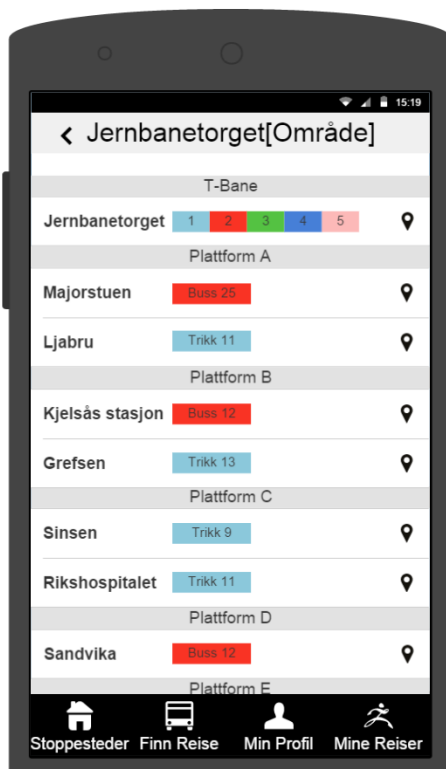 15:19
Jernbanetorget[Område]
T-Bane
Jernbanetorget 1 2 3 4 5
Plattform A
Majorstuen Buss 25
Ljabru Trikk 11
Plattform B
Kjelsås stasjon Buss 12
Grefsen Trikk 13
Plattform C
Sinsen Trikk 9
Rikshospitalet Trikk 11
Plattform D
Sandvika Buss 12
Plattform E
Stoppesteder Finn Reise Min Profil Mine Reiser